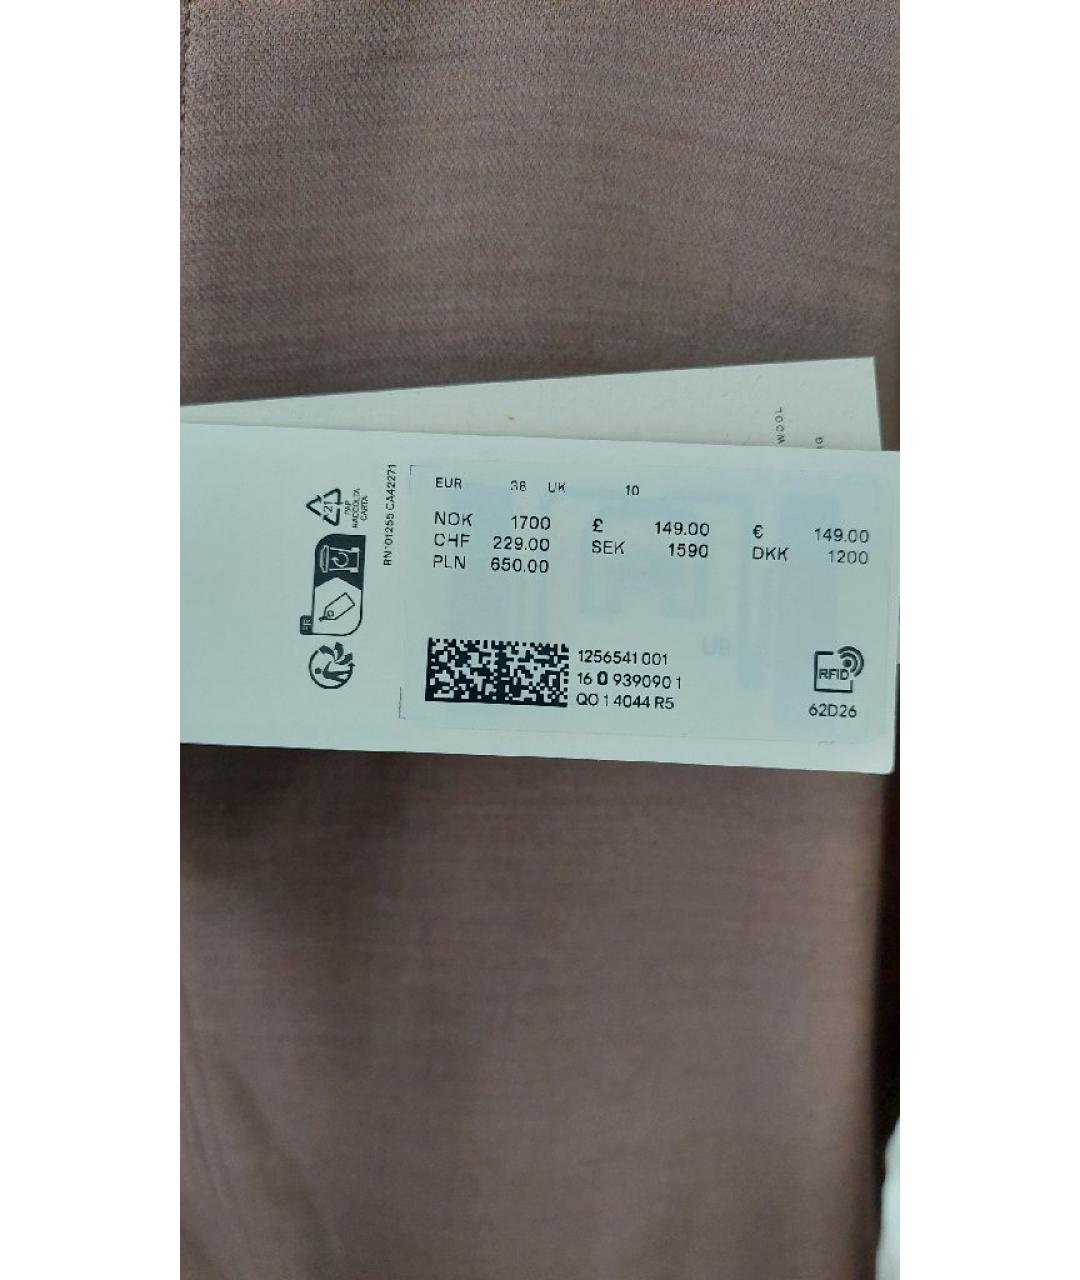 WOOL
21
PAP
RACCOLTA
CARTA
FR
RN°01255 CA42271
EUR 38 UK 10
NOK 1700 £ 149.00 € 149.00
CHF 229.00 SEK 1590 DKK 1200
PLN 650.00
1256541 001
16 0 939090 1
QO 1 4044 R5
RFID
62D26